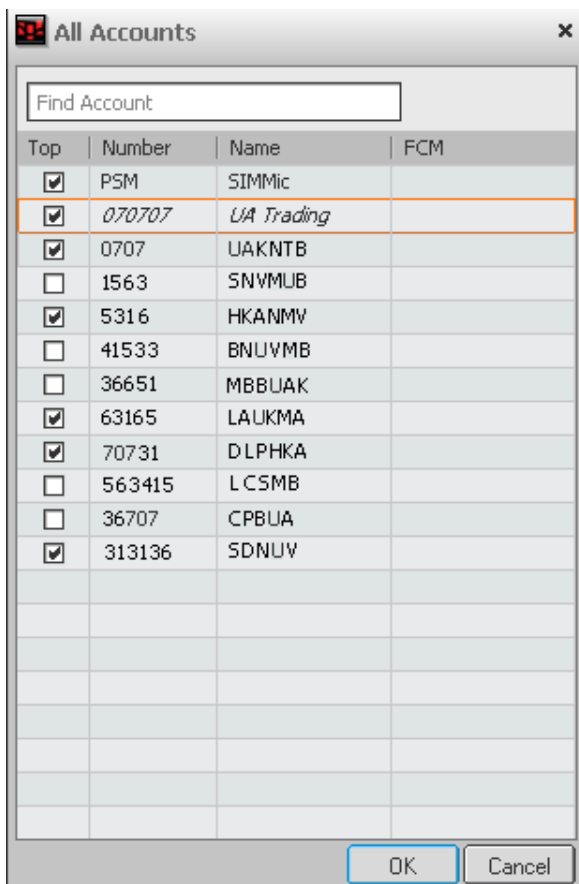 All Accounts
Find Account
Top Number Name FCM
PSM SIMMic
070707 UA Trading
0707 UAKNTB
1563 SNVMUB
5316 HKANMV
41533 BNUVMB
36651 MBBUAK
63165 LAUKMA
70731 DLPHKA
563415 LCSMB
36707 CPBUA
313136 SDNUV
OK Cancel